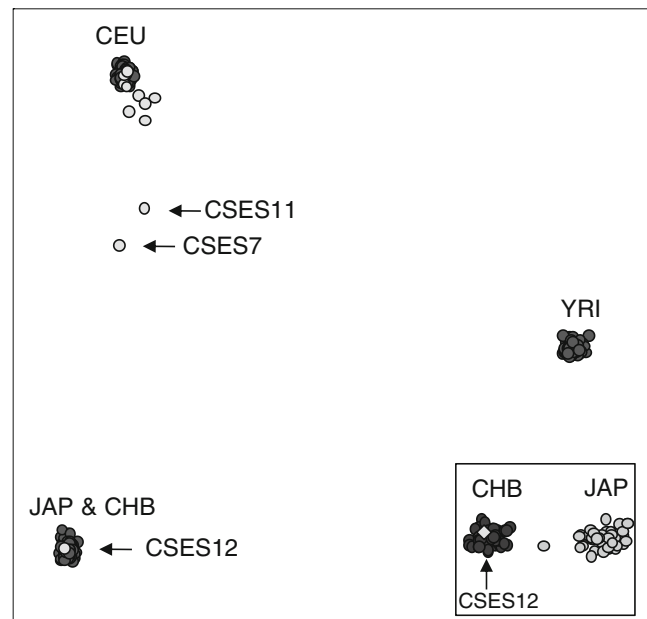 CEU
CSES11
CSES7
YRI
JAP & CHB
CSES12
CHB JAP
CSES12